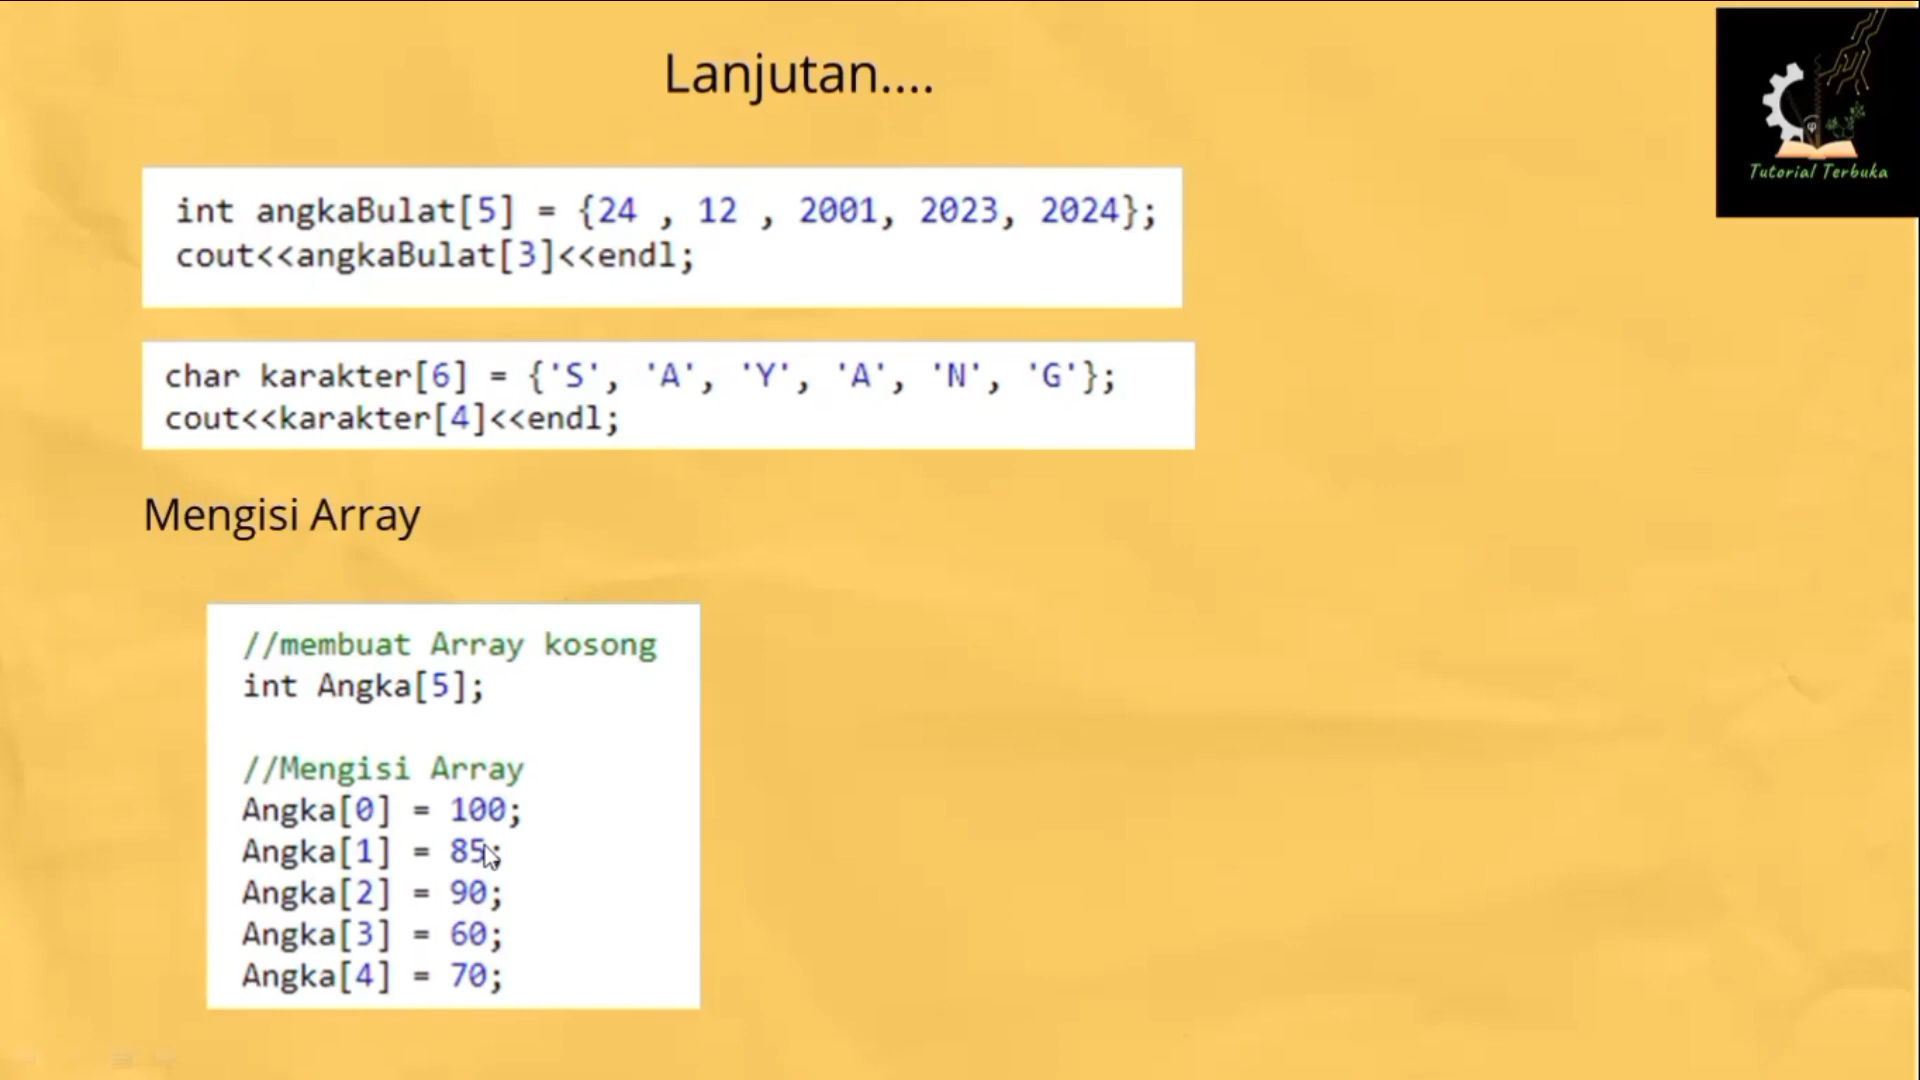 Lanjutan....
Tutorial Terbuka
int angkaBulat[5] = {24 , 12 , 2001, 2023, 2024};
cout<<angkaBulat[3]<<endl;
char karakter[6] = {'S', 'A', 'Y', 'A', 'N', 'G'};
cout<<karakter[4]<<endl;
Mengisi Array
//membuat Array kosong
int Angka[5];
//Mengisi Array
Angka[0] = 100;
Angka[1] = 85;
Angka[2] = 90;
Angka[3] = 60;
Angka[4] = 70;